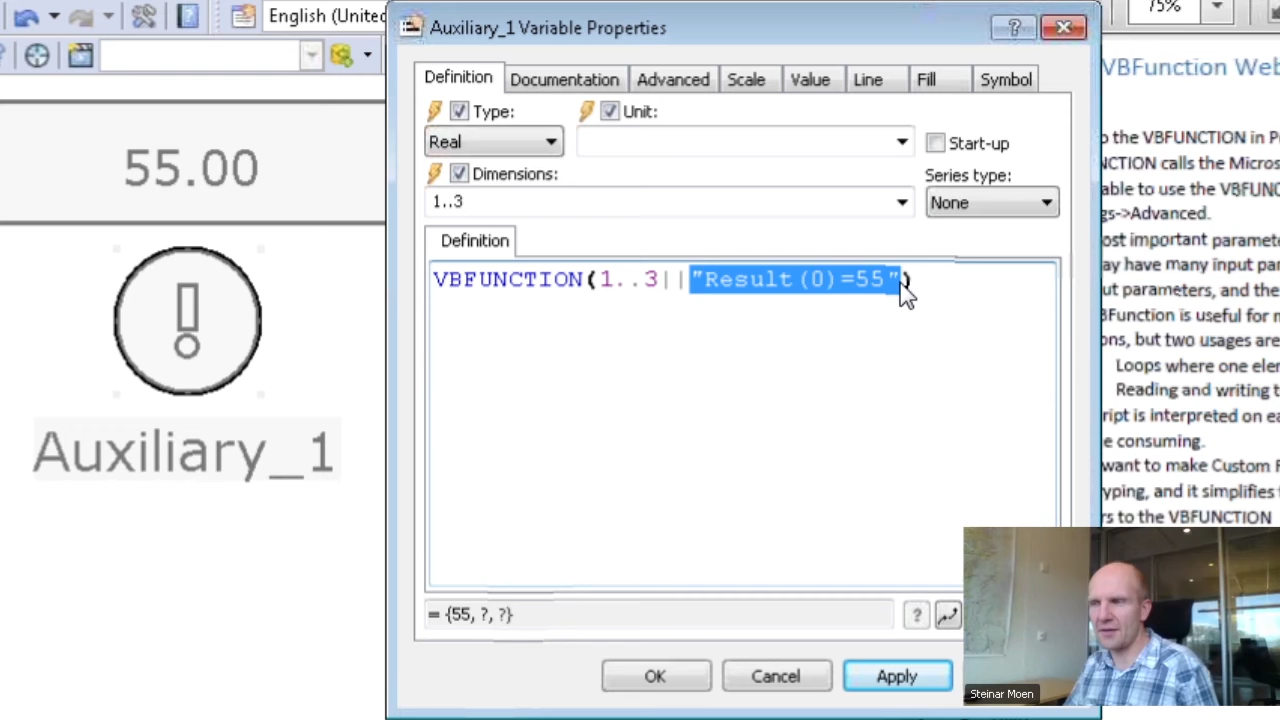 English (United
Auxiliary_1 Variable Properties
75%
Definition
Documentation
Advanced
Scale
Value
Line
Fill
Symbol
VBFunction Web
Type:
Unit:
Real
Start-up
Dimensions:
Series type:
1..3
None
55.00
Definition
VBFUNCTION(1..3||"Result(0)=55")
Auxiliary_1
= {55, ?, ?}
?
OK
Cancel
Apply
o the VBFUNCTION in P
NCTION calls the Micros
able to use the VBFUNC
gs->Advanced.
ost important paramete
ay have many input par
ut parameters, and the
BFunction is useful for m
ons, but two usages are
Loops where one elen
Reading and writing t
ript is interpreted on ea
e consuming.
want to make Custom F
yping, and it simplifies
rs to the VBFUNCTION
Steinar Moen